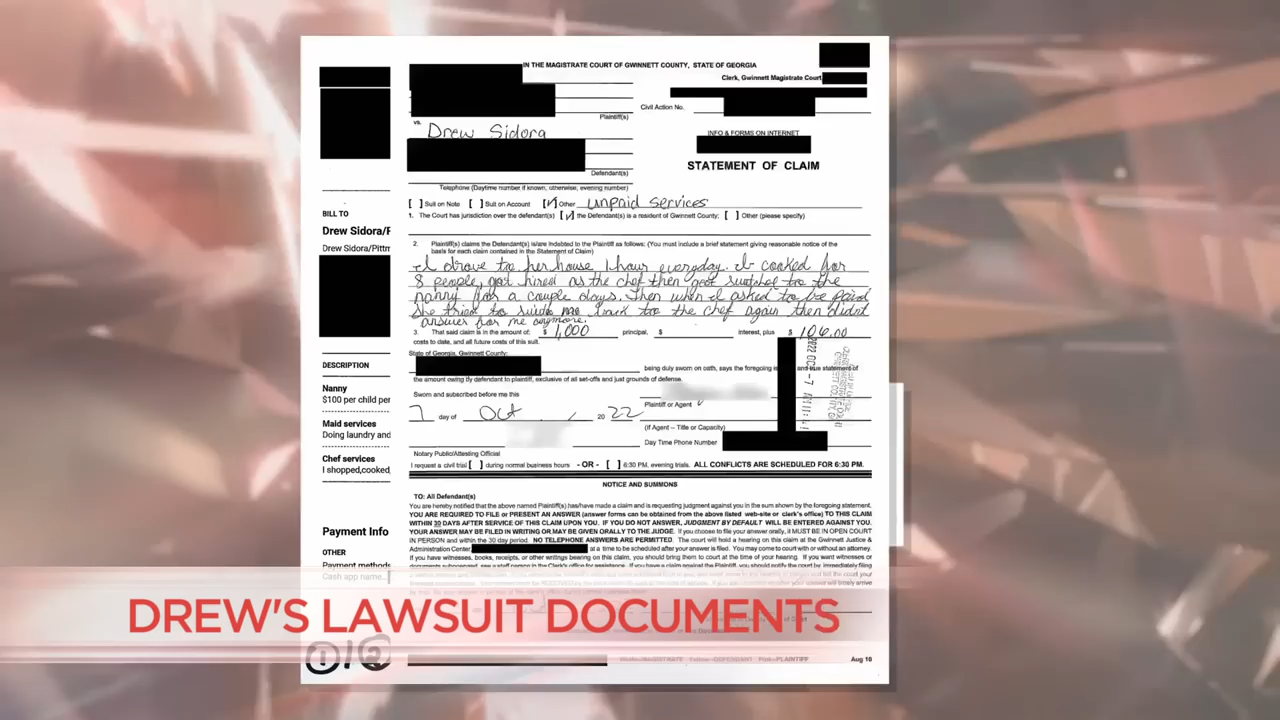 IN THE MAGISTRATE COURT OF GWINNETT COUNTY, STATE OF GEORGIA
Clerk, Gwinnett Magistrate Court
Civil Action No.
Plaintiff(s)
vs.
Drew Sidora
INFO & FORMS ON INTERNET
STATEMENT OF CLAIM
Defendant(s)
Telephone (Daytime number if known, otherwise, evening number)
[ ] Suit on Note [ ] Suit on Account [✓] Other unpaid services
1. The Court has jurisdiction over the defendant(s) [✓] the Defendant(s) is a resident of Gwinnett County; [ ] Other (please specify)
2. Plaintiff(s) claims the Defendant(s) is/are indebted to the Plaintiff as follows: (You must include a brief statement giving reasonable notice of the
basis for each claim contained in the Statement of Claim)
I drove to her house 1 hour everyday. I cooked for
8 people, got hired as the chef then got switched to the
nanny for a couple days. Then when I asked to be paid
she tried to switch me back to the chef again then didn't
answer for me anymore.
3. That said claim is in the amount of: $ 1,000 principal, $ interest, plus $ 106.00
costs to date, and all future costs of this suit.
State of Georgia, Gwinnett County:
being duly sworn on oath, says the foregoing is and true statement of
the amount owing by defendant to plaintiff, exclusive of all set-offs and just grounds of defense.
Sworn and subscribed before me this
7 day of Oct, 2022
Plaintiff or Agent
(If Agent – Title or Capacity)
Day Time Phone Number
Notary Public/Attesting Official
I request a civil trial [ ] during normal business hours - OR - [ ] 6:30 PM, evening trials. ALL CONFLICTS ARE SCHEDULED FOR 6:30 PM.
NOTICE AND SUMMONS
TO: All Defendant(s)
You are hereby notified that the above named Plaintiff(s) has/have made a claim and is requesting judgment against you in the sum shown by the foregoing statement.
YOU ARE REQUIRED TO FILE or PRESENT AN ANSWER (answer forms can be obtained from the above listed web-site or clerk's office) TO THIS CLAIM
WITHIN 30 DAYS AFTER SERVICE OF THIS CLAIM UPON YOU. IF YOU DO NOT ANSWER, JUDGMENT BY DEFAULT WILL BE ENTERED AGAINST YOU.
YOUR ANSWER MAY BE FILED IN WRITING OR MAY BE GIVEN ORALLY TO THE JUDGE. If you choose to file your answer orally, it MUST BE IN OPEN COURT
IN PERSON and within the 30 day period. NO TELEPHONE ANSWERS ARE PERMITTED. The court will hold a hearing on this claim at the Gwinnett Justice &
Administration Center, at a time to be scheduled after your answer is filed. You may come to court with or without an attorney.
If you have witnesses, books, receipts, or other writings bearing on this claim, you should bring them to court at the time of your hearing. If you want witnesses or
Aug 10
BILL TO
Drew Sidora/P
Drew Sidora/Pittm
DESCRIPTION
Nanny
$100 per child per
Maid services
Doing laundry and
Chef services
I shopped,cooked,
Payment Info
OTHER
Payment methods
Cash app name...
DREW'S LAWSUIT DOCUMENTS